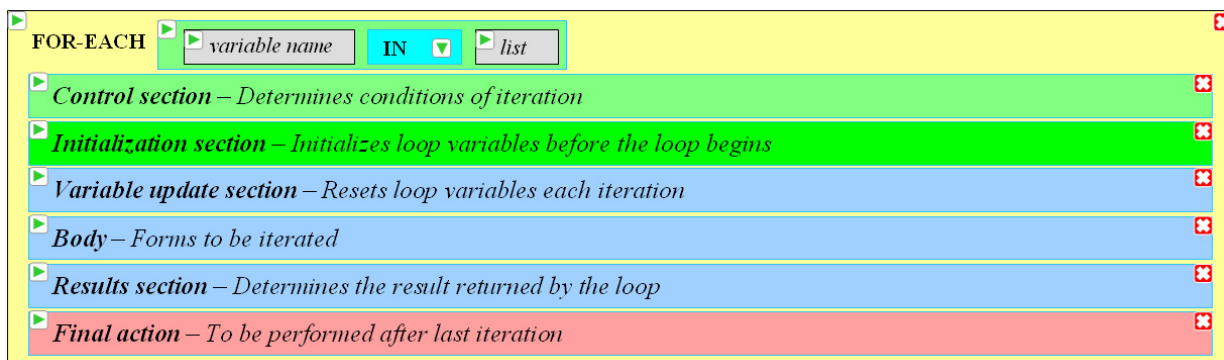 FOR-EACH variable name IN list
Control section – Determines conditions of iteration
Initialization section – Initializes loop variables before the loop begins
Variable update section – Resets loop variables each iteration
Body – Forms to be iterated
Results section – Determines the result returned by the loop
Final action – To be performed after last iteration